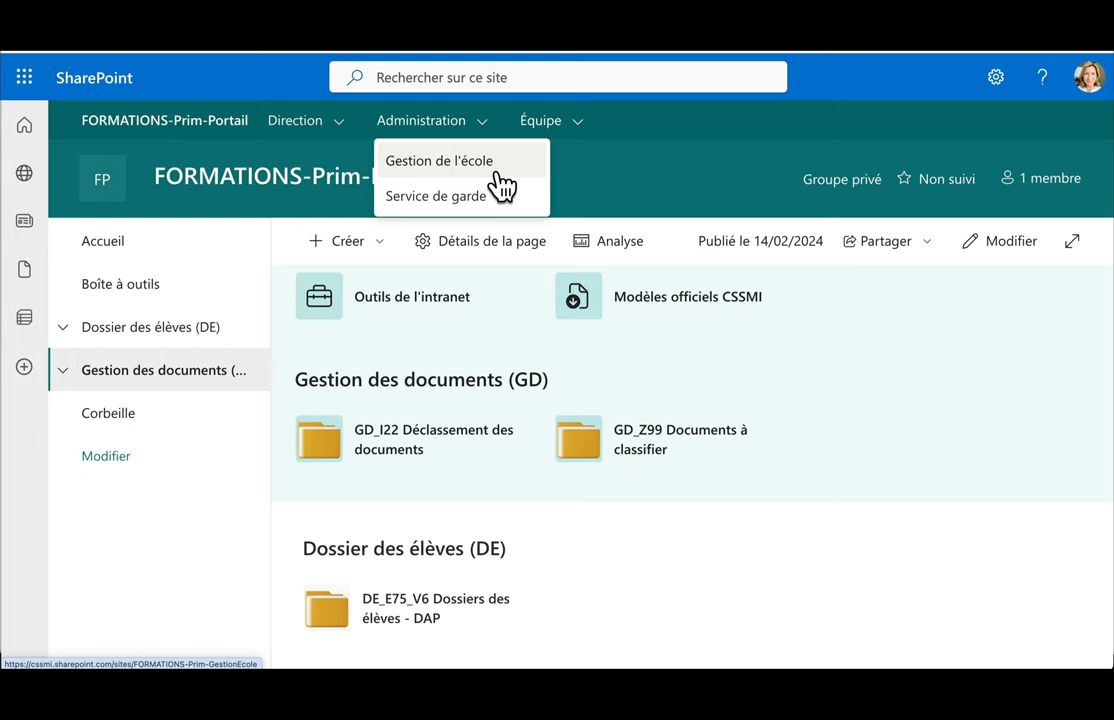 SharePoint
Rechercher sur ce site
?
FORMATIONS-Prim-Portail
Direction
Administration
Équipe
Gestion de l'école
Service de garde
FP
FORMATIONS-Prim-
Groupe privé
Non suivi
1 membre
Accueil
Boîte à outils
Dossier des élèves (DE)
Gestion des documents (...
Corbeille
Modifier
Créer
Détails de la page
Analyse
Publié le 14/02/2024
Partager
Modifier
Outils de l'intranet
Modèles officiels CSSMI
Gestion des documents (GD)
GD_I22 Déclassement des
documents
GD_Z99 Documents à
classifier
Dossier des élèves (DE)
DE_E75_V6 Dossiers des
élèves - DAP
https://cssmi.sharepoint.com/sites/FORMATIONS-Prim-GestionEcole